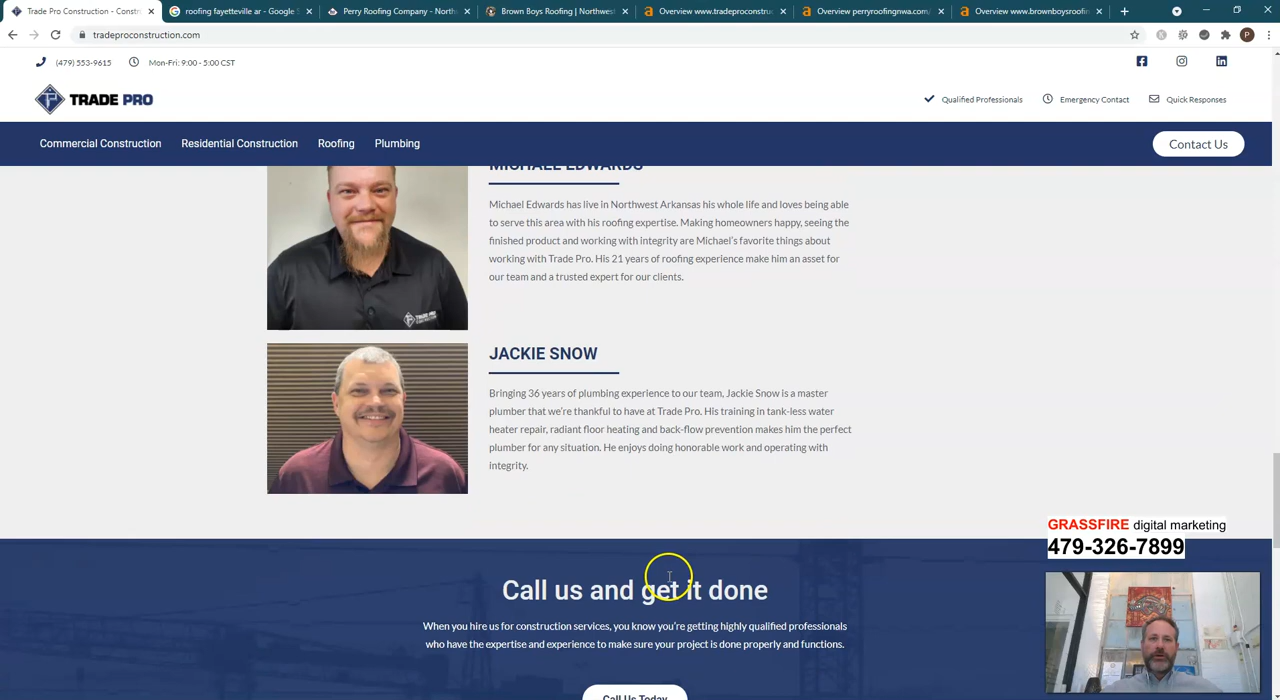 Trade Pro Construction - Constr
roofing fayetteville ar - Google S
Perry Roofing Company - North
Brown Boys Roofing | Northwest
Overview www.tradeproconstruc
Overview perryroofingnwa.com/
Overview www.brownboysroofin
tradeproconstruction.com
P
(479) 553-9615
Mon-Fri: 9:00 - 5:00 CST
TRADE PRO
Qualified Professionals
Emergency Contact
Quick Responses
Commercial Construction
Residential Construction
Roofing
Plumbing
Contact Us
MICHAEL EDWARDS
Michael Edwards has live in Northwest Arkansas his whole life and loves being able
to serve this area with his roofing expertise. Making homeowners happy, seeing the
finished product and working with integrity are Michael's favorite things about
working with Trade Pro. His 21 years of roofing experience make him an asset for
our team and a trusted expert for our clients.
TRADE PRO
CONSTRUCTION
JACKIE SNOW
Bringing 36 years of plumbing experience to our team, Jackie Snow is a master
plumber that we're thankful to have at Trade Pro. His training in tank-less water
heater repair, radiant floor heating and back-flow prevention makes him the perfect
plumber for any situation. He enjoys doing honorable work and operating with
integrity.
GRASSFIRE digital marketing
479-326-7899
Call us and get it done
When you hire us for construction services, you know you're getting highly qualified professionals
who have the expertise and experience to make sure your project is done properly and functions.
Call Us Today